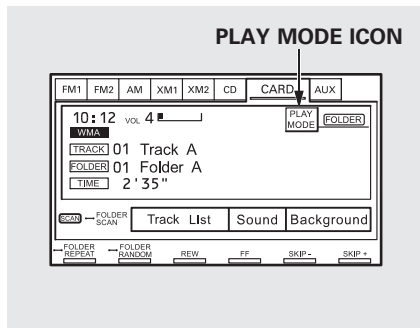 PLAY MODE ICON
FM1 FM2 AM XM1 XM2 CD CARD AUX
10:12 VOL 4 PLAY MODE FOLDER
WMA
TRACK 01 Track A
FOLDER 01 Folder A
TIME 2'35"
SCAN FOLDER SCAN Track LIst Sound Background
FOLDER REPEAT FOLDER RANDOM REW FF SKIP- SKIP+